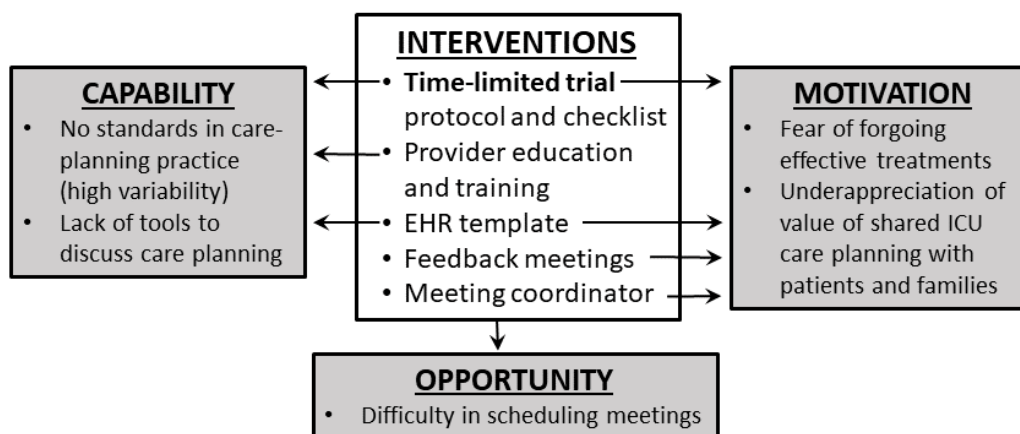 INTERVENTIONS
• Time-limited trial
protocol and checklist
• Provider education
and training
• EHR template
• Feedback meetings
• Meeting coordinator
CAPABILITY
• No standards in care-
planning practice
(high variability)
• Lack of tools to
discuss care planning
MOTIVATION
• Fear of forgoing
effective treatments
• Underappreciation of
value of shared ICU
care planning with
patients and families
OPPORTUNITY
• Difficulty in scheduling meetings